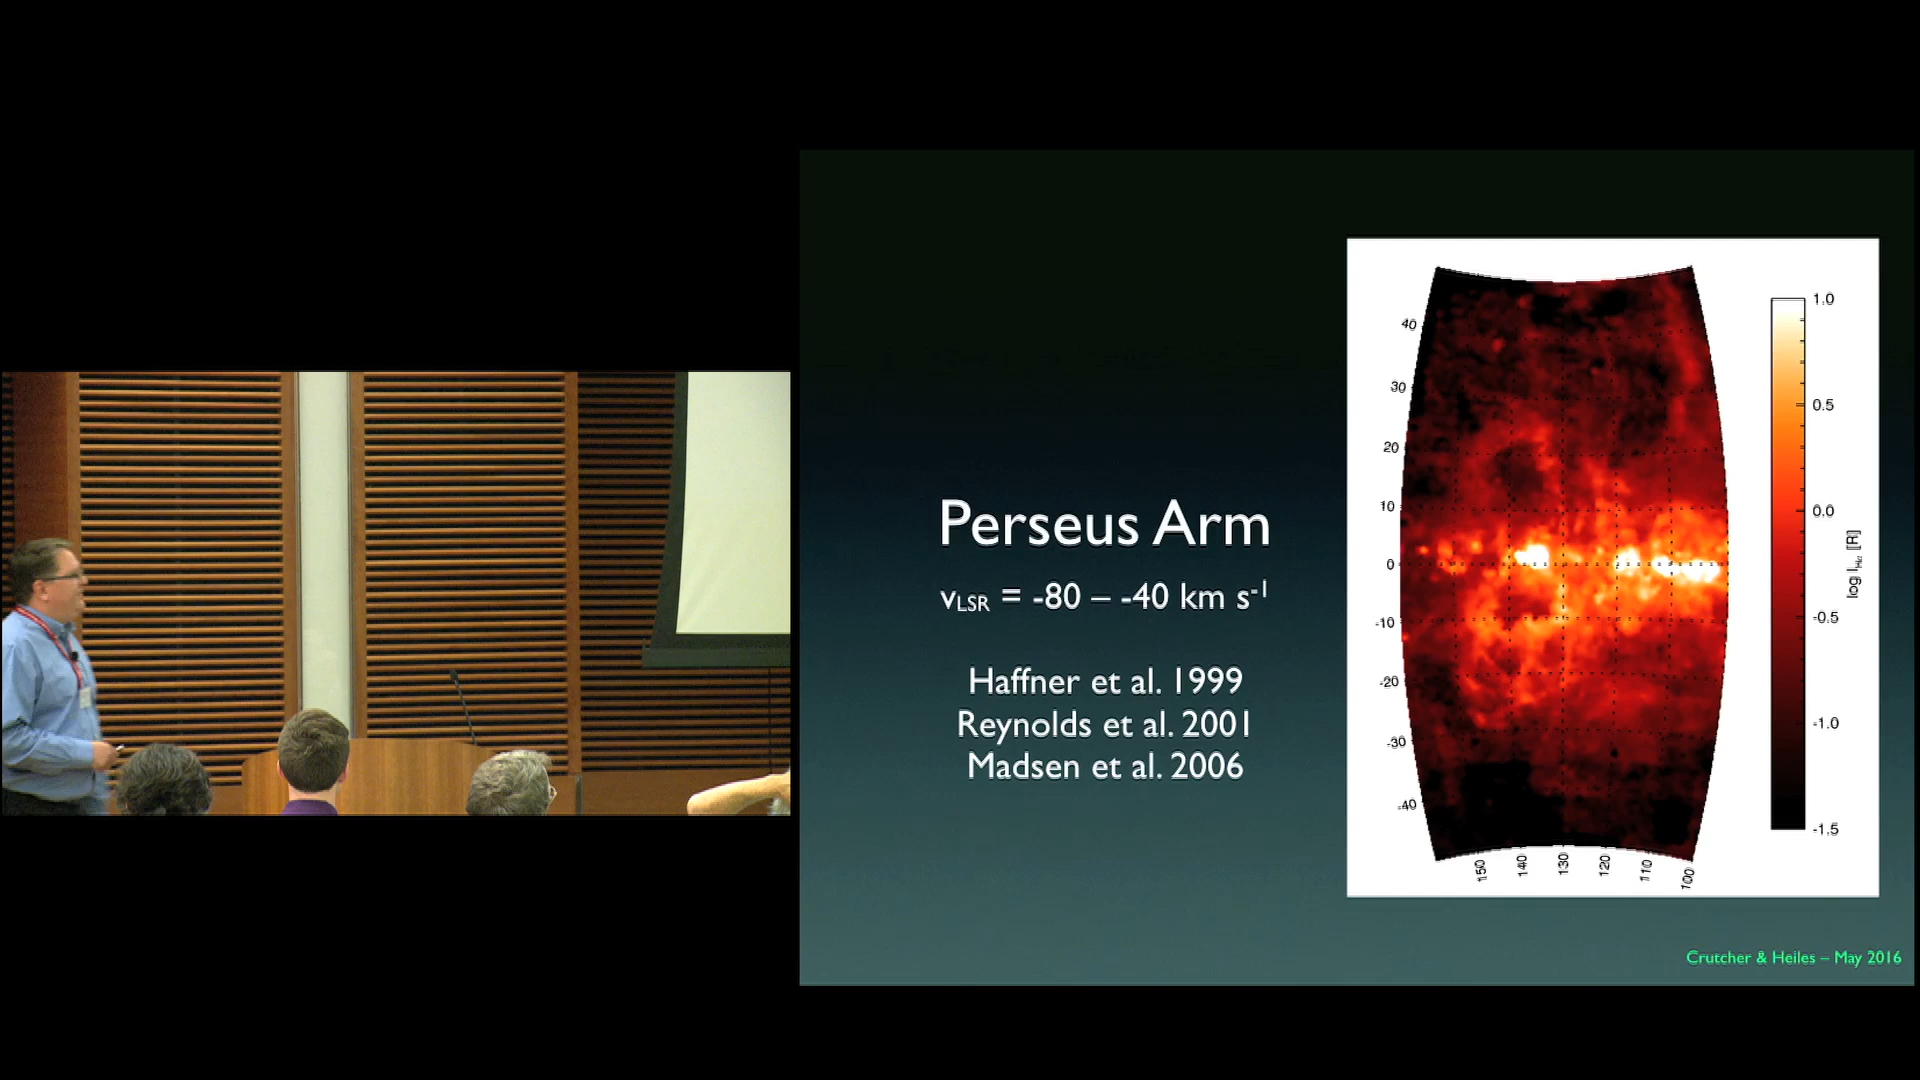 Perseus Arm
vLSR = -80 – -40 km s-1
Haffner et al. 1999
Reynolds et al. 2001
Madsen et al. 2006
40
30
20
10
0
-10
-20
-30
-40
150 140 130 120 110 100
1.0
0.5
0.0
-0.5
-1.0
-1.5
log IHα [R]
Crutcher & Heiles – May 2016